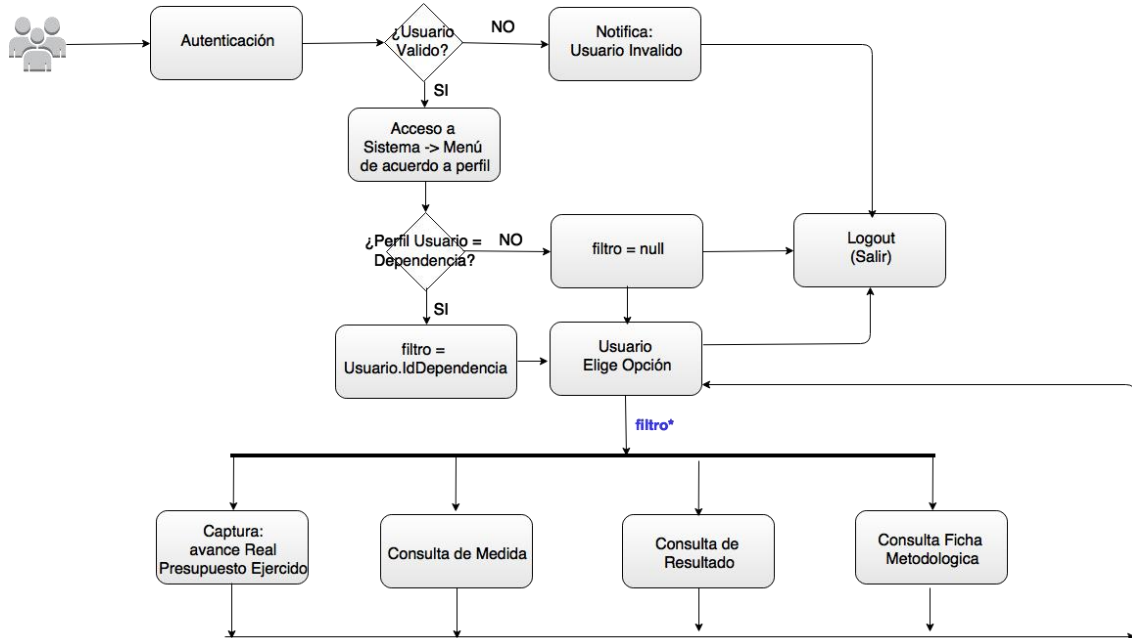 Autenticación
¿Usuario
Valido?
NO
Notifica:
Usuario Invalido
SI
Acceso a
Sistema -> Menú
de acuerdo a perfil
¿Perfil Usuario =
Dependencia?
NO
filtro = null
Logout
(Salir)
SI
filtro =
Usuario.IdDependencia
Usuario
Elige Opción
filtro*
Captura:
avance Real
Presupuesto Ejercido
Consulta de Medida
Consulta de
Resultado
Consulta Ficha
Metodologica